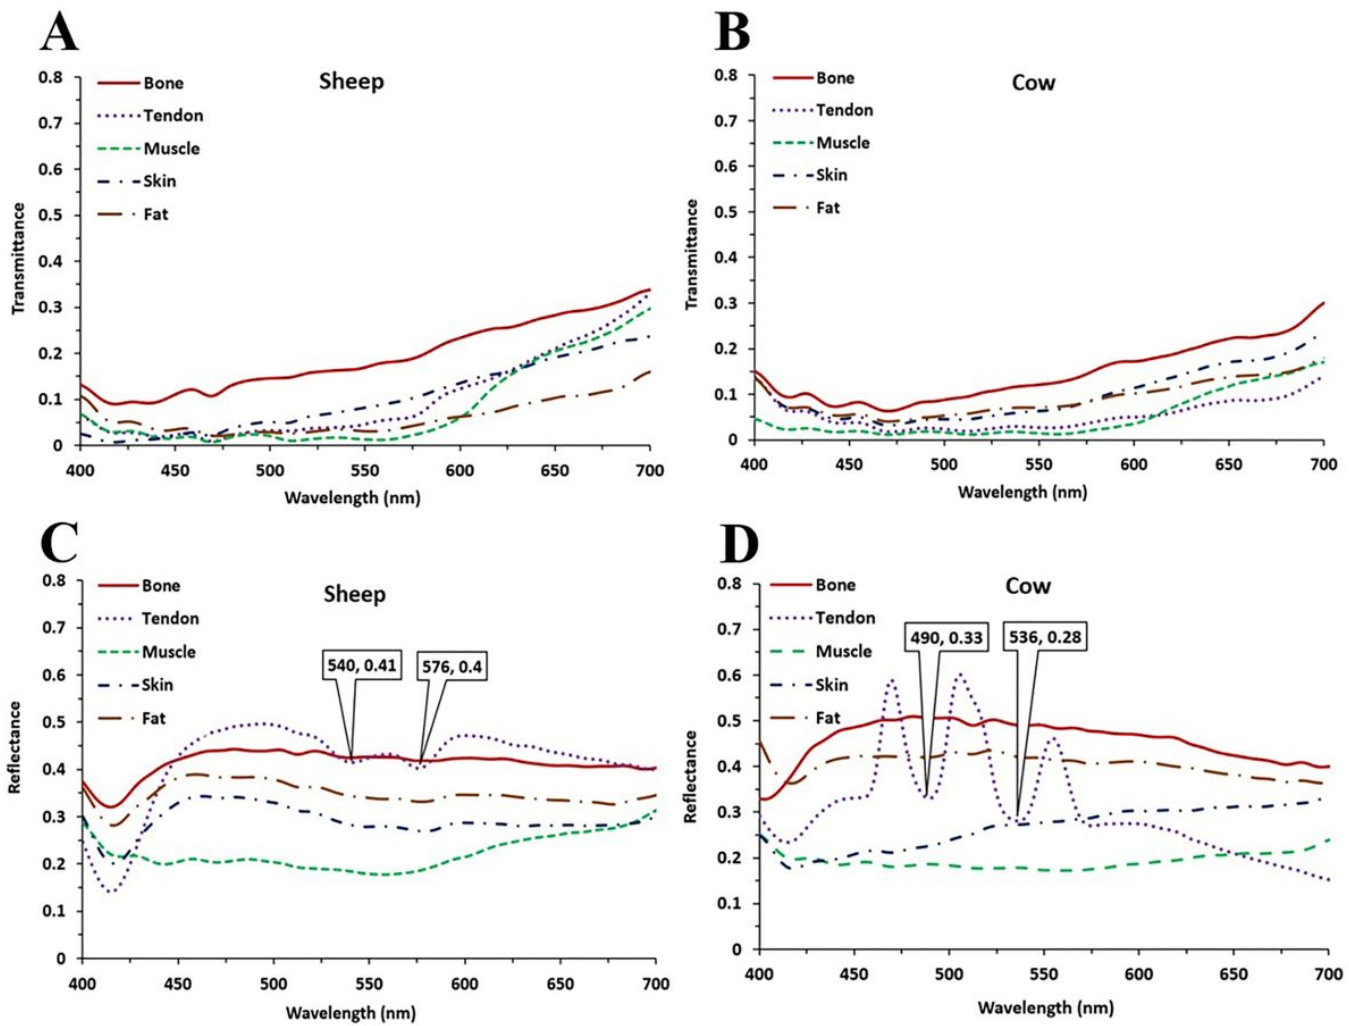 A
Sheep
Bone
Tendon
Muscle
Skin
Fat
0.8
0.7
0.6
0.5
0.4
0.3
0.2
0.1
0
Transmittance
400 450 500 550 600 650 700
Wavelength (nm)
B
Cow
Bone
Tendon
Muscle
Skin
Fat
0.8
0.7
0.6
0.5
0.4
0.3
0.2
0.1
0
Transmittance
400 450 500 550 600 650 700
Wavelength (nm)
C
Sheep
Bone
Tendon
Muscle
Skin
Fat
540, 0.41
576, 0.4
0.8
0.7
0.6
0.5
0.4
0.3
0.2
0.1
0
Reflectance
400 450 500 550 600 650 700
Wavelength (nm)
D
Cow
Bone
Tendon
Muscle
Skin
Fat
490, 0.33
536, 0.28
0.8
0.7
0.6
0.5
0.4
0.3
0.2
0.1
0
Reflectance
400 450 500 550 600 650 700
Wavelength (nm)